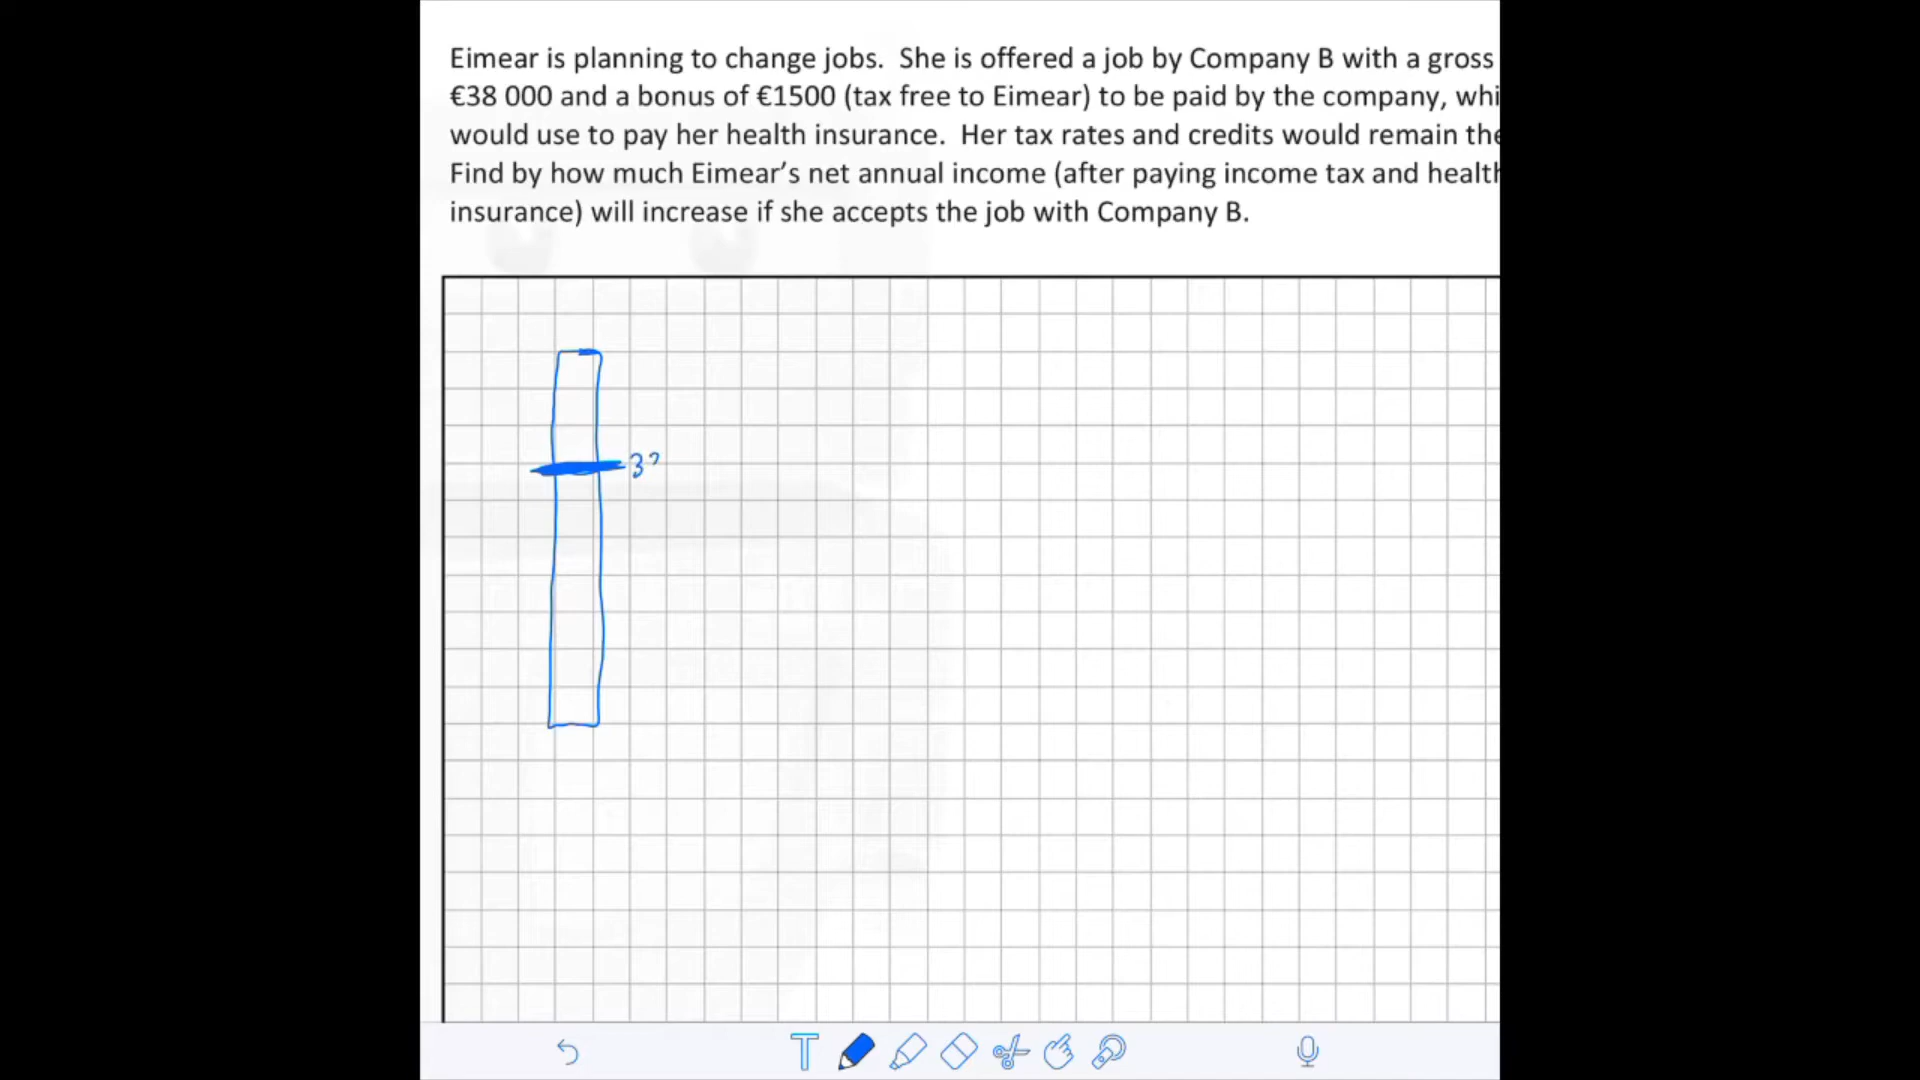 Eimear is planning to change jobs. She is offered a job by Company B with a gross
€38 000 and a bonus of €1500 (tax free to Eimear) to be paid by the company, whi
would use to pay her health insurance. Her tax rates and credits would remain the
Find by how much Eimear’s net annual income (after paying income tax and health
insurance) will increase if she accepts the job with Company B.
T